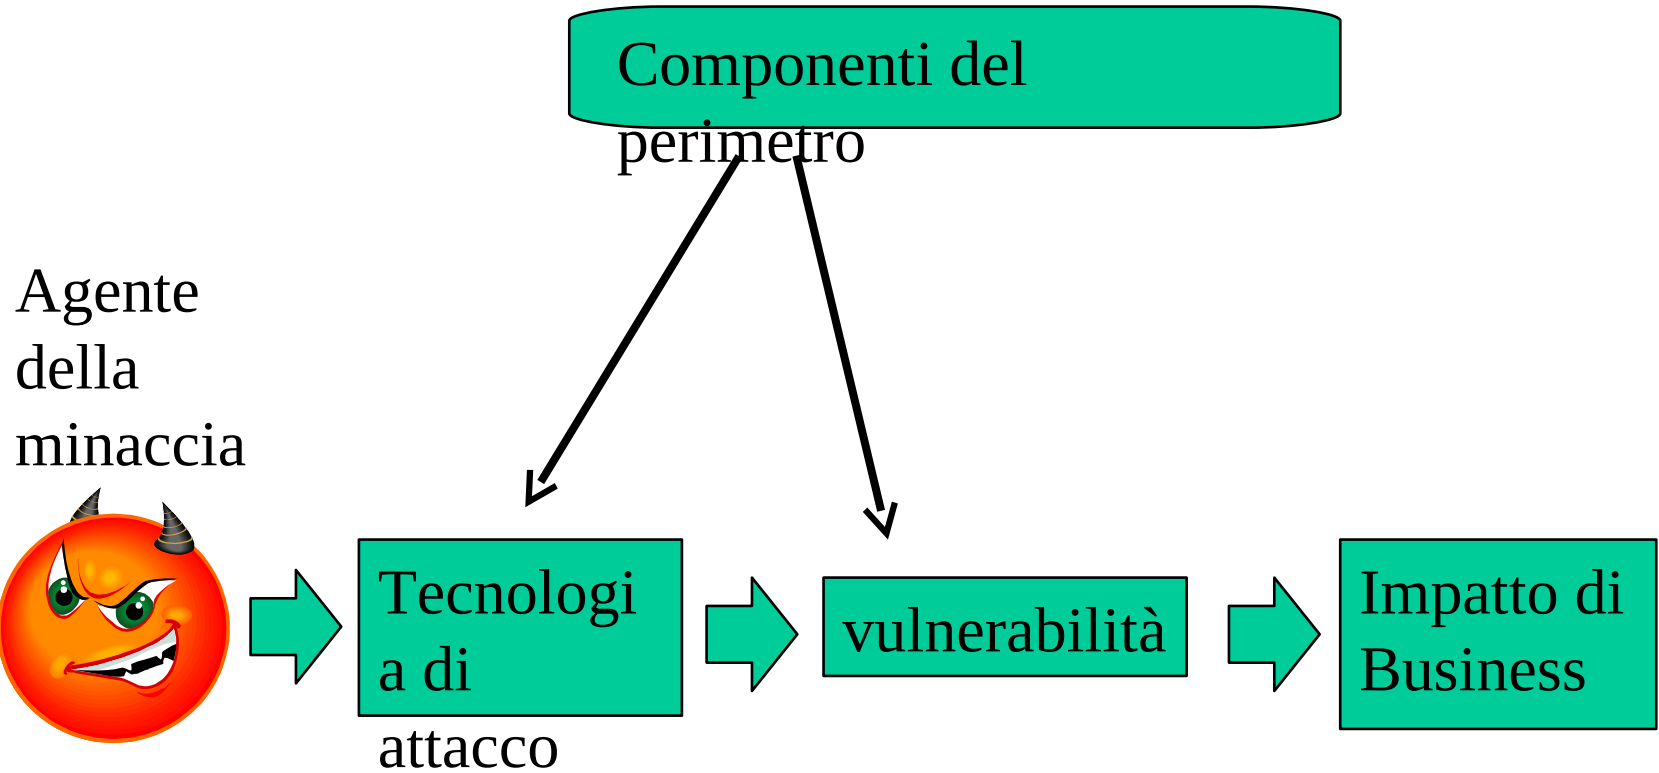 Componenti del
perimetro
Agente
della
minaccia
Tecnologi
a di
attacco
vulnerabilità
Impatto di
Business